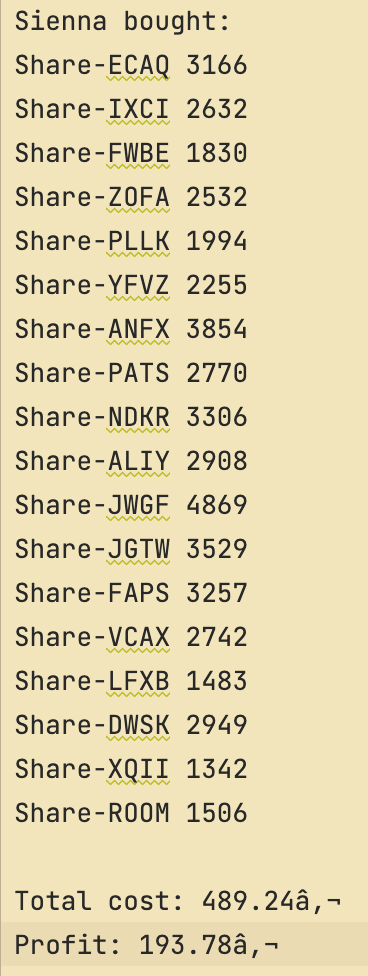 Sienna bought:
Share-ECAQ 3166
Share-IXCI 2632
Share-FWBE 1830
Share-ZOFA 2532
Share-PLLK 1994
Share-YFVZ 2255
Share-ANFX 3854
Share-PATS 2770
Share-NDKR 3306
Share-ALIY 2908
Share-JWGF 4869
Share-JGTW 3529
Share-FAPS 3257
Share-VCAX 2742
Share-LFXB 1483
Share-DWSK 2949
Share-XQII 1342
Share-ROOM 1506
Total cost: 489.24â‚¬
Profit: 193.78â‚¬